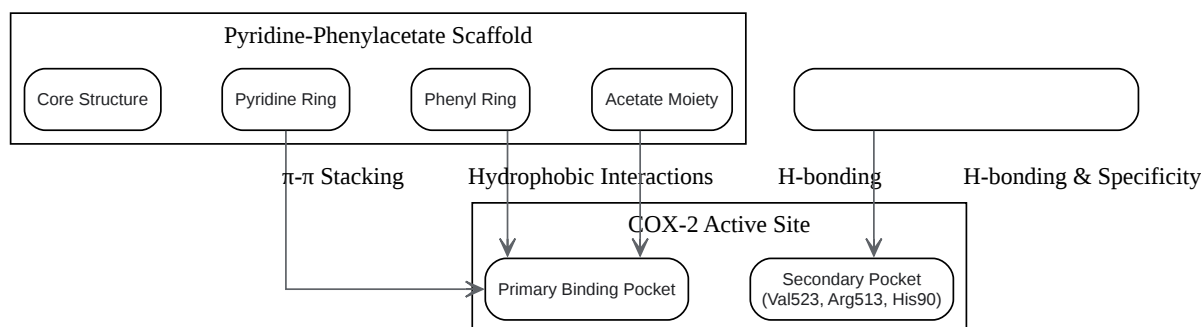 Pyridine-Phenylacetate Scaffold
Core Structure
Pyridine Ring
Phenyl Ring
Acetate Moiety
π-π Stacking
Hydrophobic Interactions
H-bonding
H-bonding & Specificity
COX-2 Active Site
Primary Binding Pocket
Secondary Pocket
(Val523, Arg513, His90)